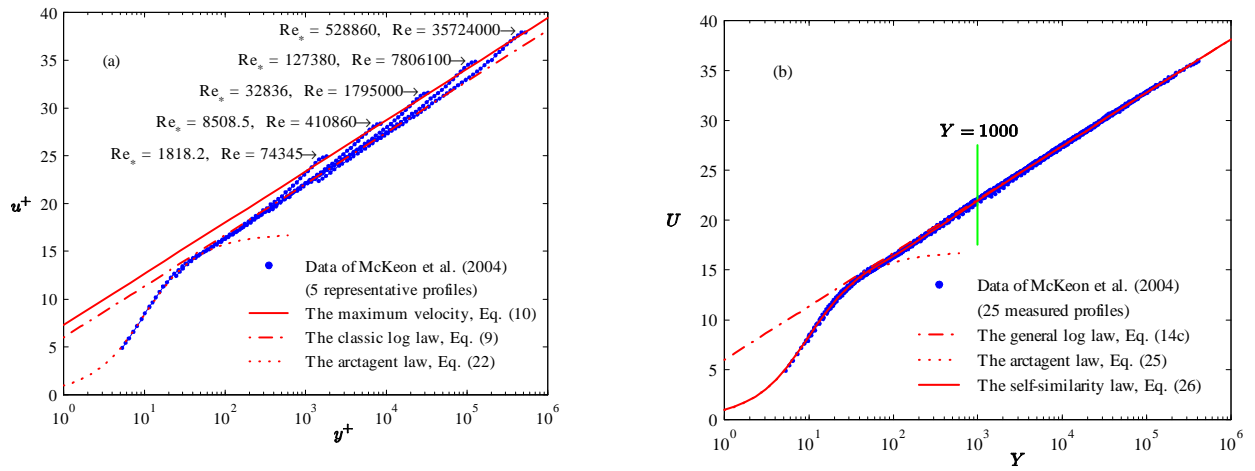 (a)
Re* = 528860, Re = 35724000→
Re* = 127380, Re = 7806100→
Re* = 32836, Re = 1795000→
Re* = 8508.5, Re = 410860→
Re* = 1818.2, Re = 74345→
Data of McKeon et al. (2004)
(5 representative profiles)
The maximum velocity, Eq. (10)
The classic log law, Eq. (9)
The arctagent law, Eq. (22)
40
35
30
25
20
15
10
5
0
u+
10^0 10^1 10^2 10^3 10^4 10^5 10^6
y+
(b)
Y = 1000
Data of McKeon et al. (2004)
(25 measured profiles)
The general log law, Eq. (14c)
The arctagent law, Eq. (25)
The self-similarity law, Eq. (26)
40
35
30
25
20
15
10
5
0
U
10^0 10^1 10^2 10^3 10^4 10^5 10^6
Y